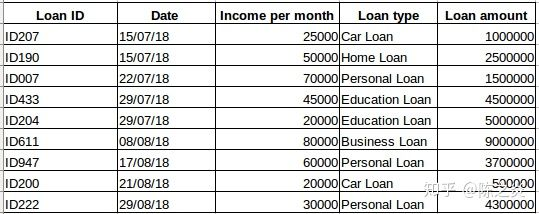 Loan ID Date Income per month Loan type Loan amount
ID207 15/07/18 25000 Car Loan 1000000
ID190 15/07/18 50000 Home Loan 2500000
ID007 22/07/18 70000 Personal Loan 1500000
ID433 29/07/18 45000 Education Loan 4500000
ID204 29/07/18 20000 Education Loan 5000000
ID611 08/08/18 80000 Business Loan 9000000
ID947 17/08/18 60000 Personal Loan 3700000
ID200 21/08/18 20000 Car Loan 500000
ID222 29/08/18 30000 Personal Loan 4300000
知乎